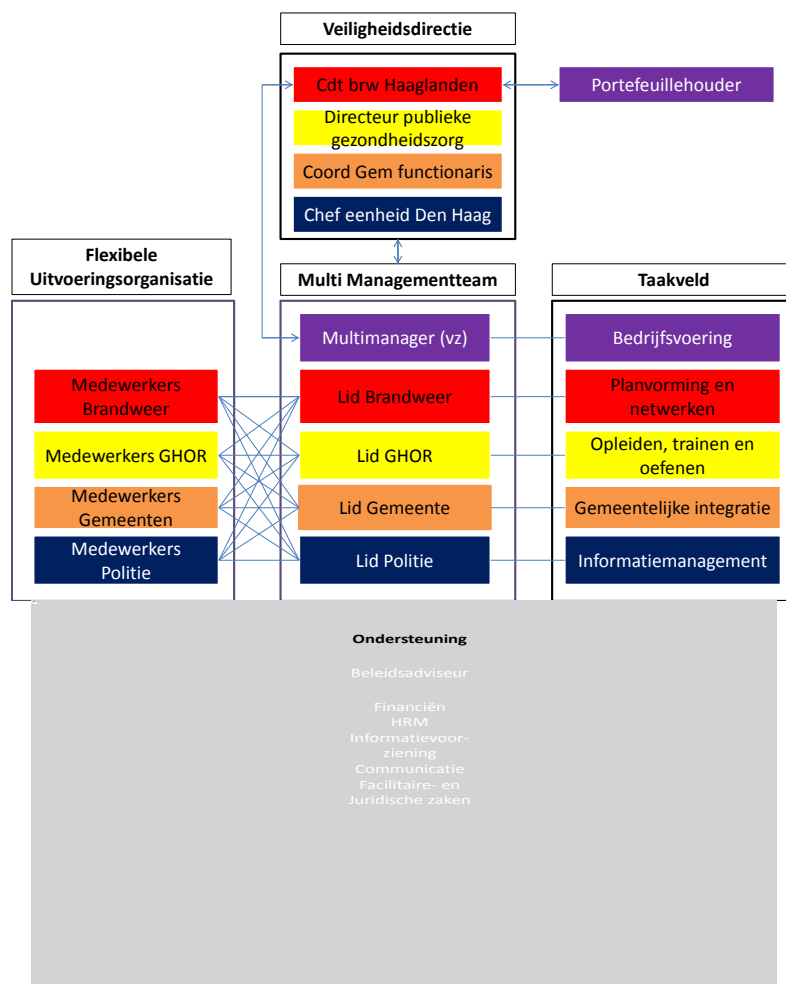 Veiligheidsdirectie
Cdt brw Haaglanden
Portefeuillehouder
Directeur publieke
gezondheidszorg
Coord Gem functionaris
Chef eenheid Den Haag
Flexibele
Uitvoeringsorganisatie
Multi Managementteam
Taakveld
Multimanager (vz)
Bedrijfsvoering
Medewerkers
Brandweer
Lid Brandweer
Planvorming en
netwerken
Medewerkers GHOR
Lid GHOR
Opleiden, trainen en
oefenen
Medewerkers
Gemeenten
Lid Gemeente
Gemeentelijke integratie
Medewerkers
Politie
Lid Politie
Informatiemanagement
Ondersteuning
Beleidsadviseur
Financiën
HRM
Informatievoor-
ziening
Communicatie
Facilitaire- en
Juridische zaken